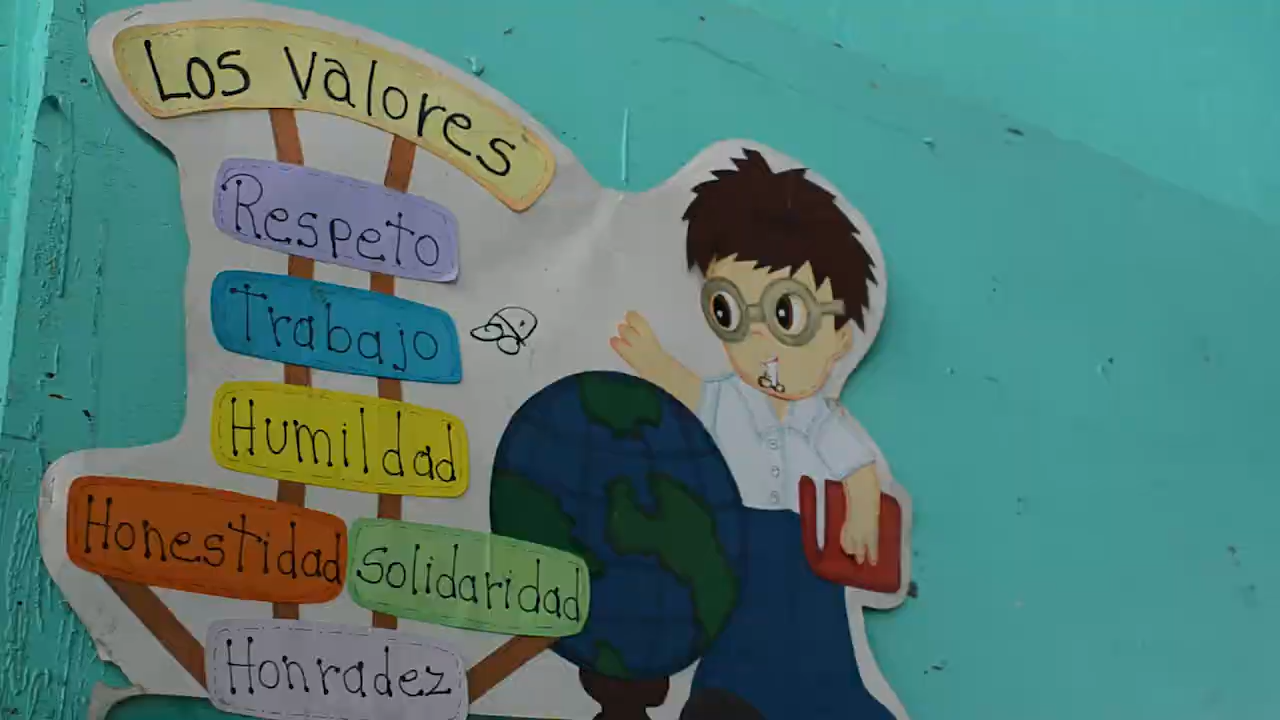 Los Valores
Respeto
Trabajo
Humildad
Honestidad
Solidaridad
Honradez